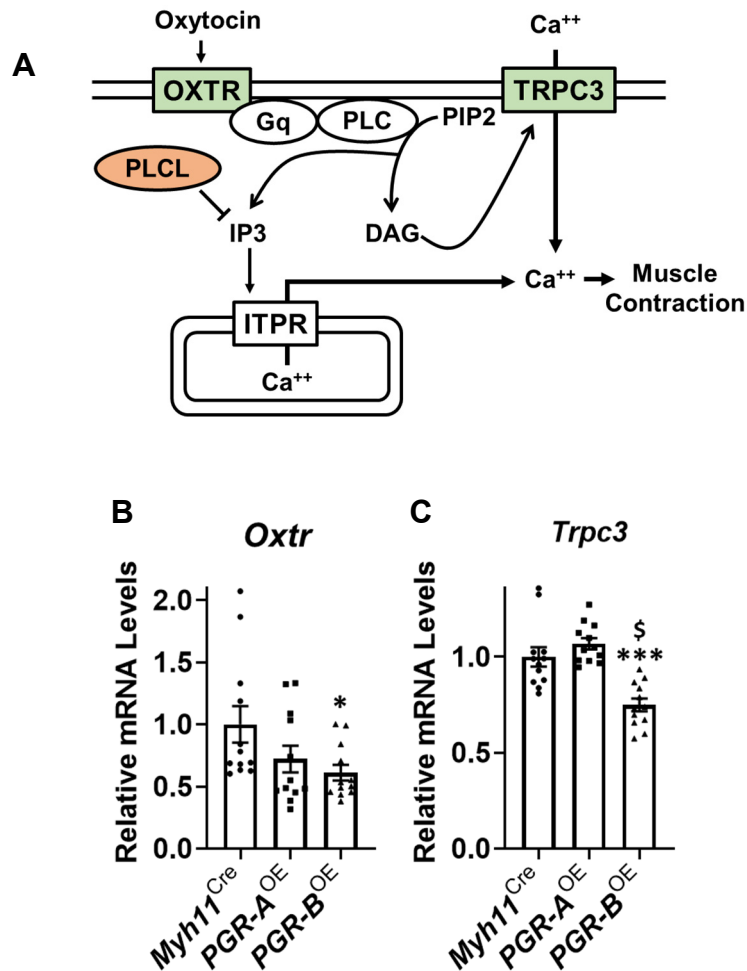 A
Oxytocin
Ca++
OXTR
TRPC3
Gq
PLC
PIP2
PLCL
IP3
DAG
Ca++
Muscle
Contraction
ITPR
Ca++
B
Oxtr
Relative mRNA Levels
2.0
1.5
1.0
0.5
0.0
*
Myh11Cre
PGR-AOE
PGR-BOE
C
Trpc3
Relative mRNA Levels
1.0
0.5
0.0
$
***
Myh11Cre
PGR-AOE
PGR-BOE